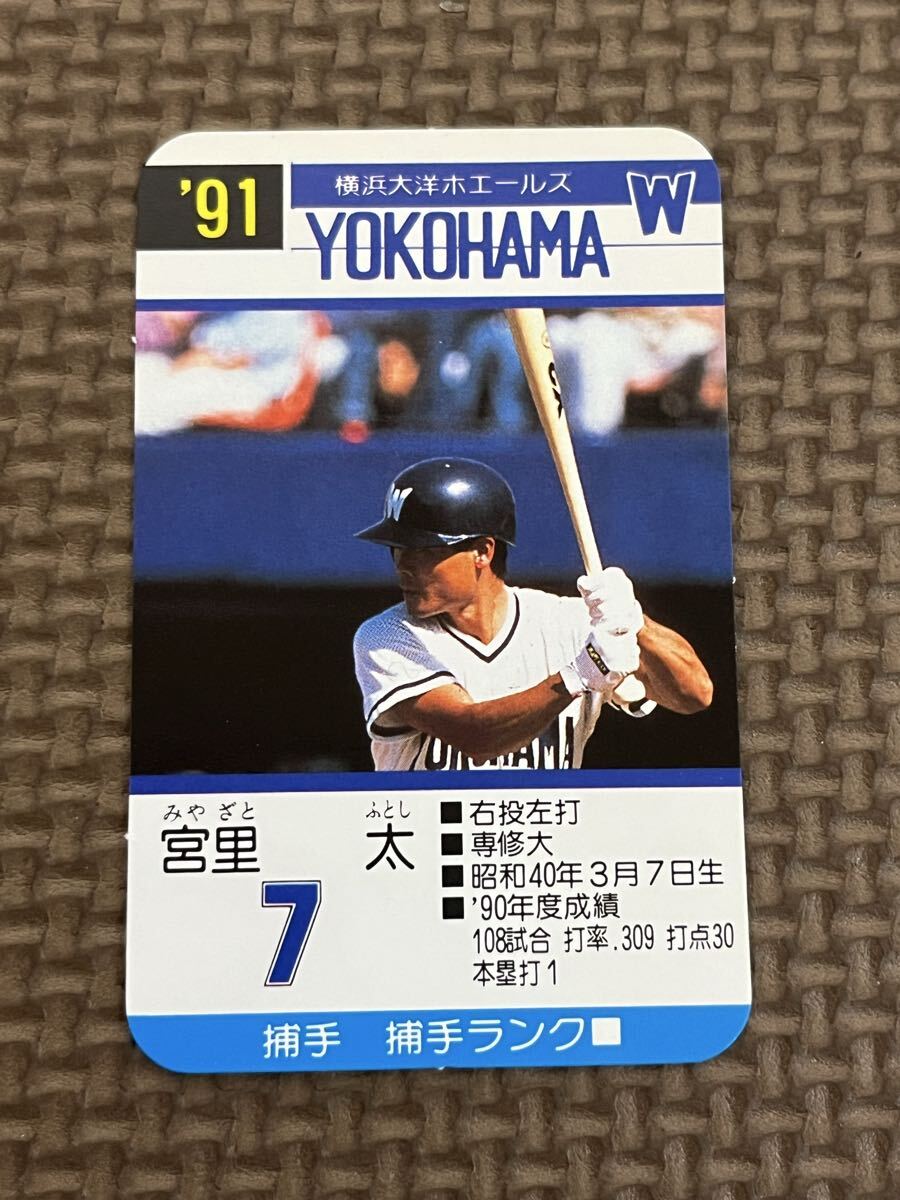 '91
横浜大洋ホエールズ
W
YOKOHAMA
W
YOKOHAMA
みや ざと ふとし
宮里 太
7
■右投左打
■専修大
■昭和40年3月7日生
■'90年度成績
108試合 打率.309 打点30
本塁打1
捕手 捕手ランク■